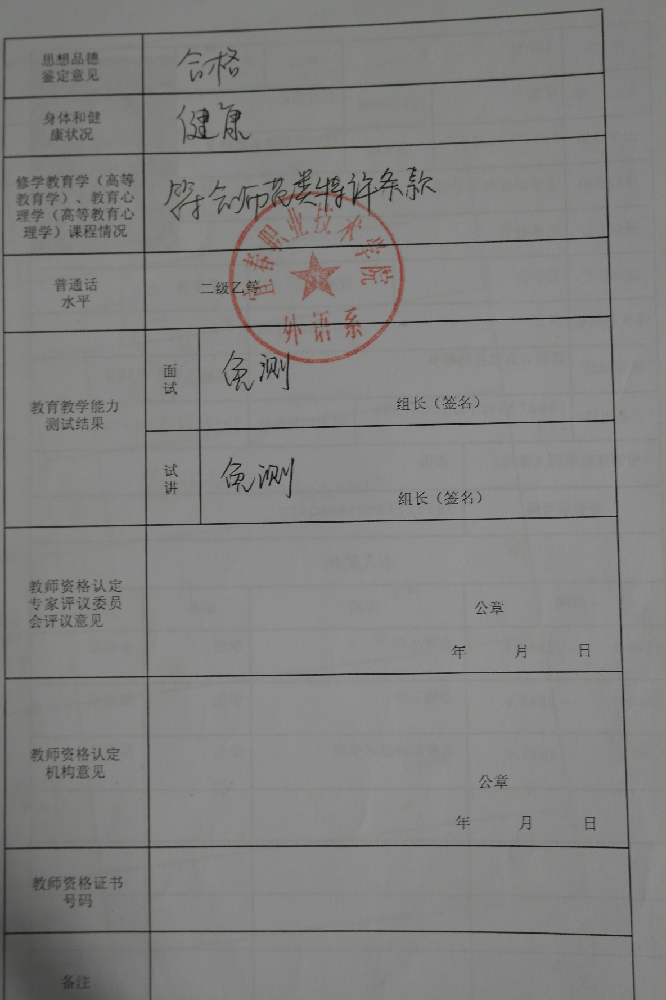 思想品德
鉴定意见
合格
身体和健
康状况
健康
修学教育学（高等
教育学）、教育心
理学（高等教育心
理学）课程情况
符合师范类特许条款
宜春职业技术学院
外语系
普通话
水平
二级乙等
教育教学能力
测试结果
面
试
免测
组长（签名）
试
讲
免测
组长（签名）
教师资格认定
专家评议委员
会评议意见
公章
年 月 日
教师资格认定
机构意见
公章
年 月 日
教师资格证书
号码
备注